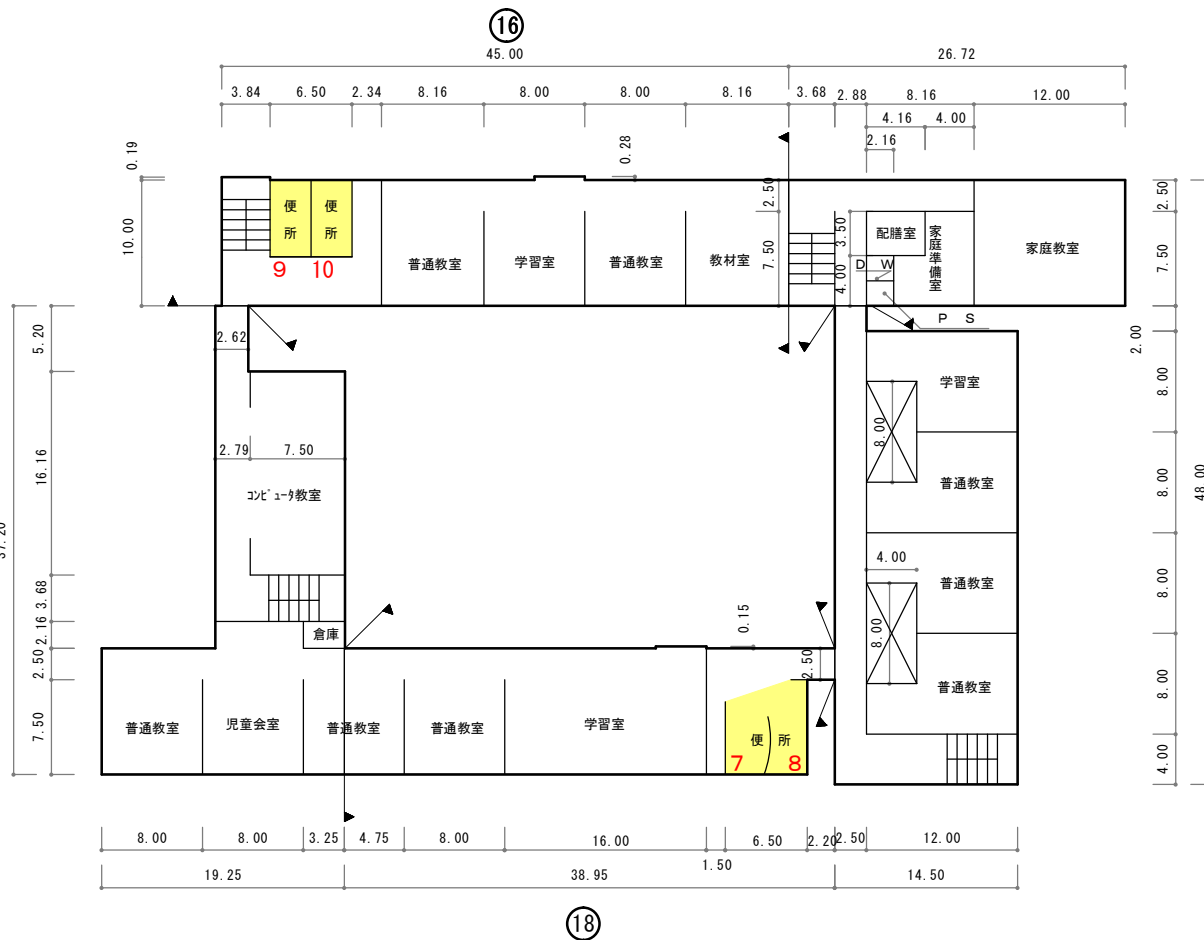 ⑯
45.00 26.72
3.84 6.50 2.34 8.16 8.00 8.00 8.16 3.68 2.88 8.16 12.00
4.16 4.00
2.16
0.19
0.28
10.00
2.50
7.50
3.50
4.00
2.50
7.50
便所
便所
9 10
普通教室
学習室
普通教室
教材室
配膳室
家庭準備室
家庭教室
D W
P S
2.00
5.20
2.62
16.16
37.20
2.79 7.50
コンピュータ教室
3.68
2.16
2.50
7.50
倉庫
0.15
2.50
学習室
8.00
普通教室
4.00
普通教室
8.00
普通教室
8.00
8.00
8.00
8.00
4.00
48.00
普通教室
児童会室
普通教室
普通教室
学習室
便所
7 8
8.00 8.00 3.25 4.75 8.00 16.00 1.50 6.50 2.20 2.50 12.00
19.25 38.95 14.50
⑱